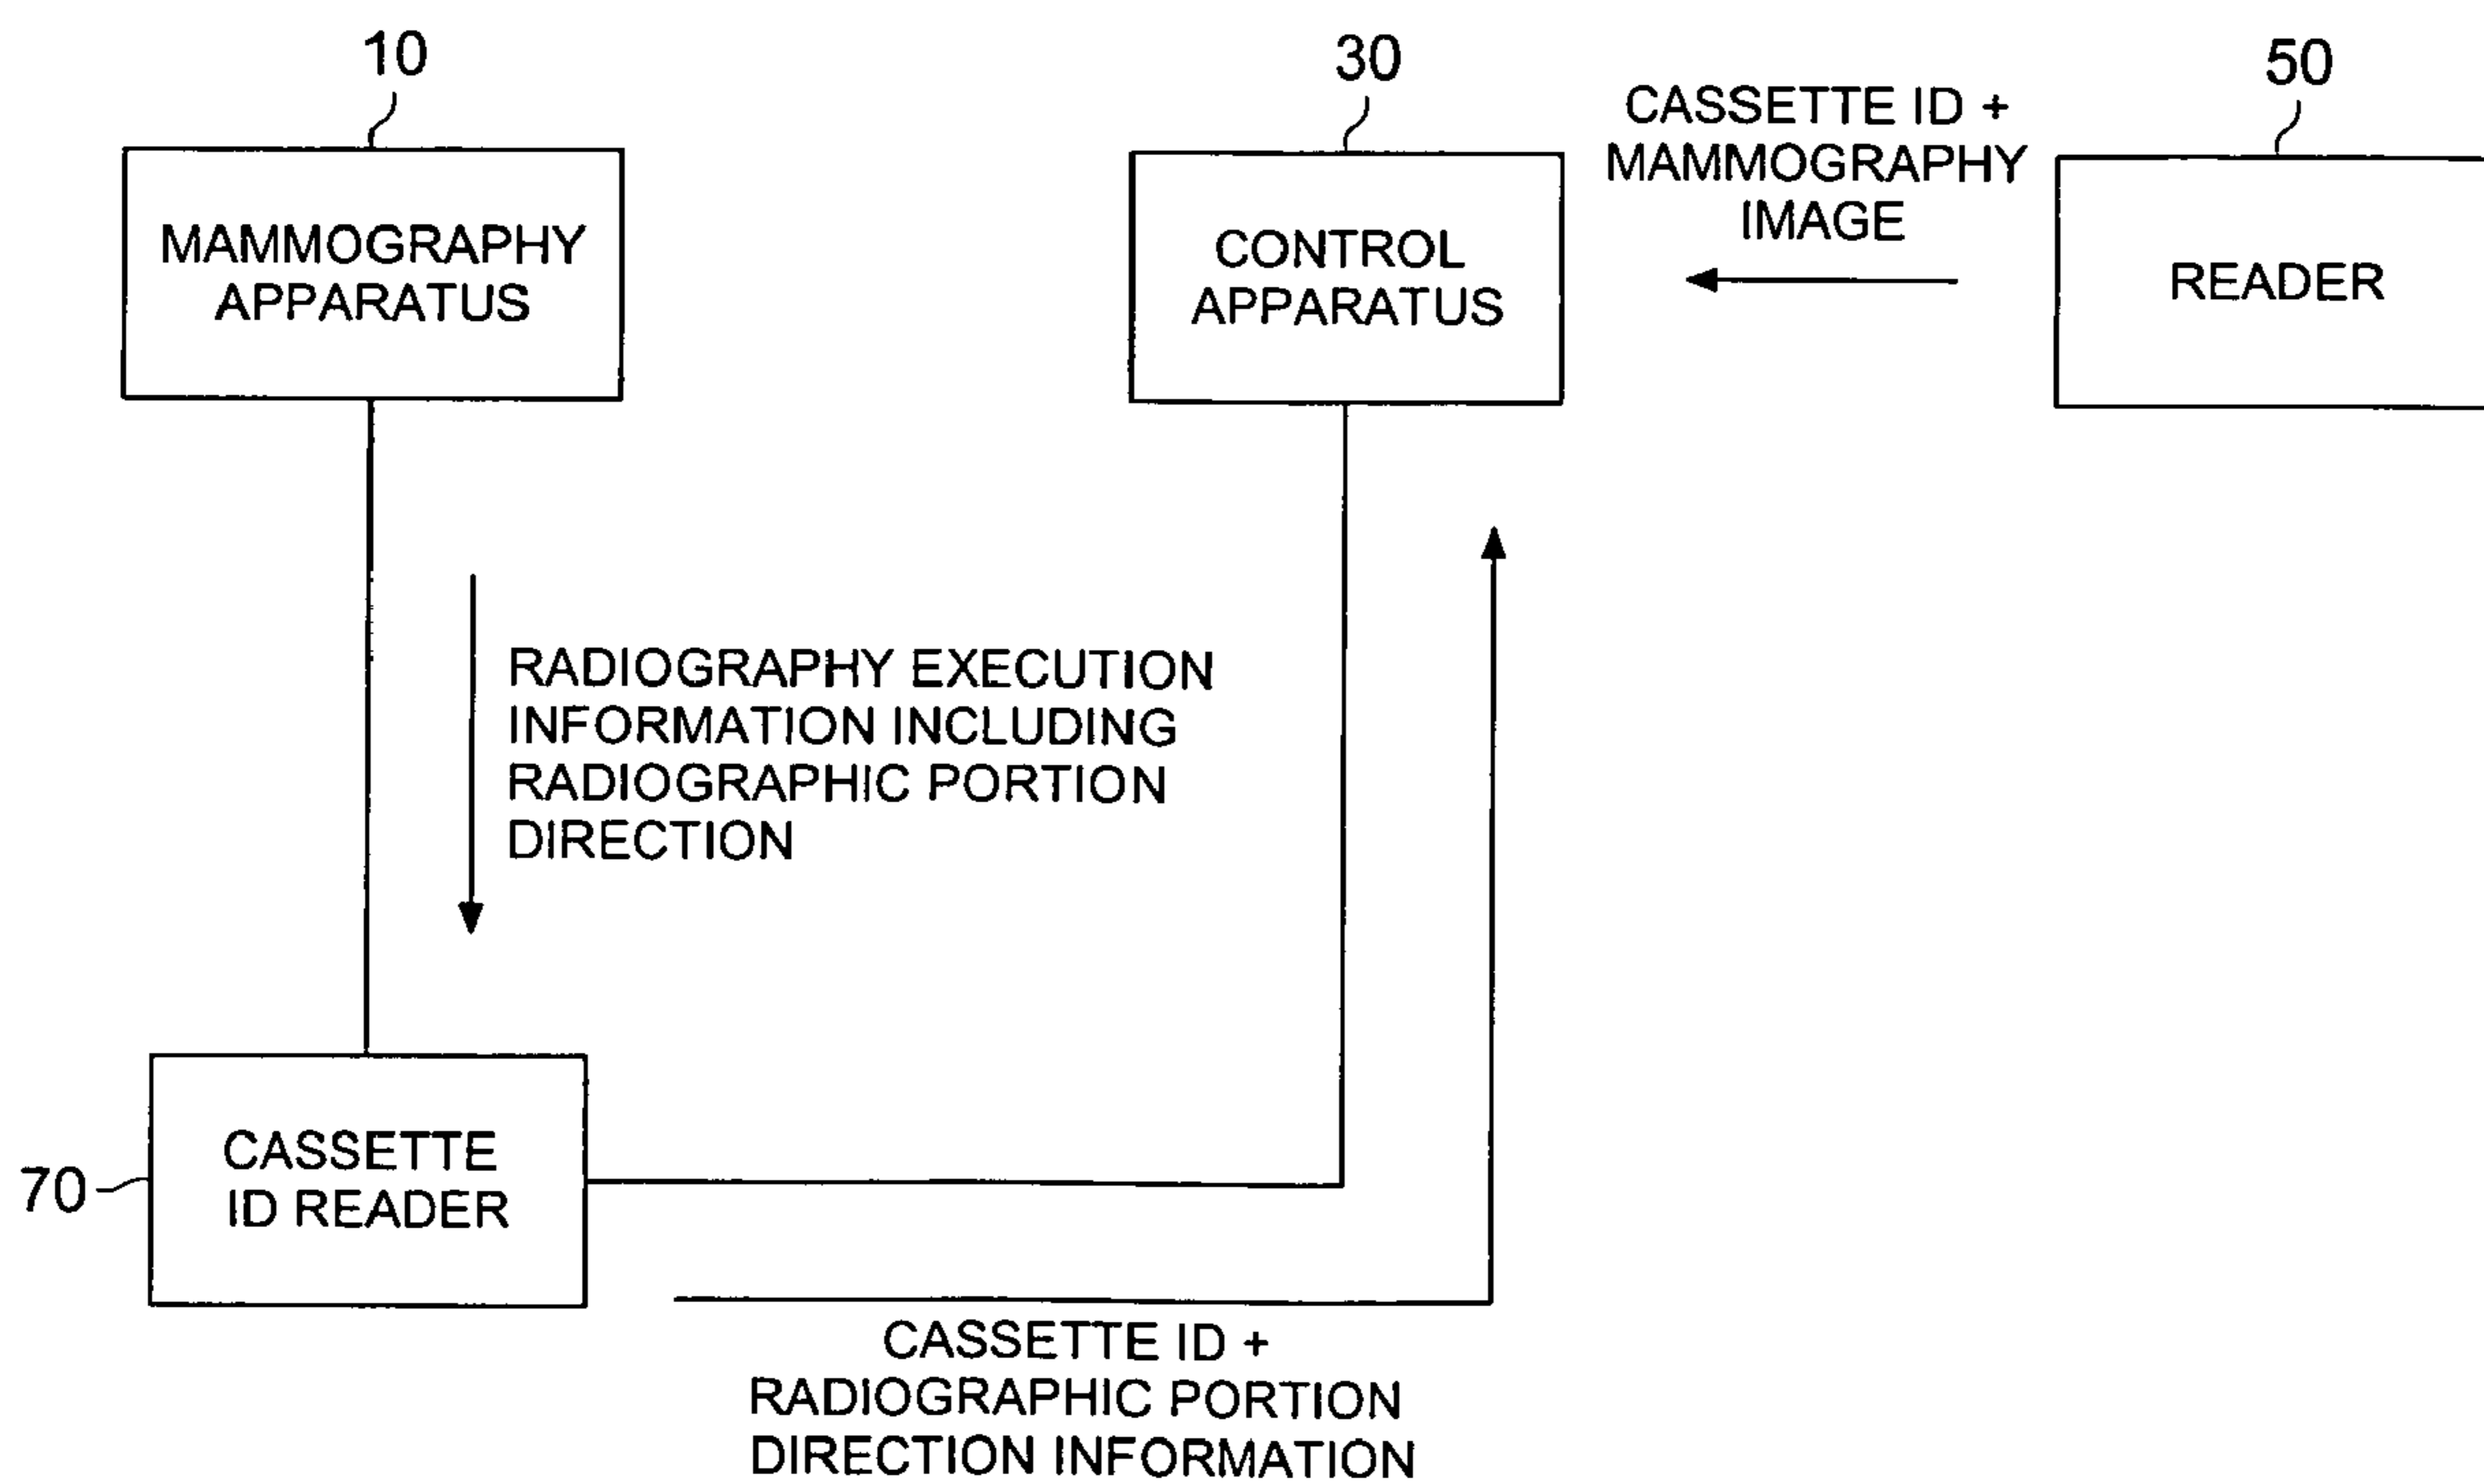 10
30
50
CASSETTE ID +
MAMMOGRAPHY
IMAGE
MAMMOGRAPHY
APPARATUS
CONTROL
APPARATUS
READER
RADIOGRAPHY EXECUTION
INFORMATION INCLUDING
RADIOGRAPHIC PORTION
DIRECTION
70
CASSETTE
ID READER
CASSETTE ID +
RADIOGRAPHIC PORTION
DIRECTION INFORMATION